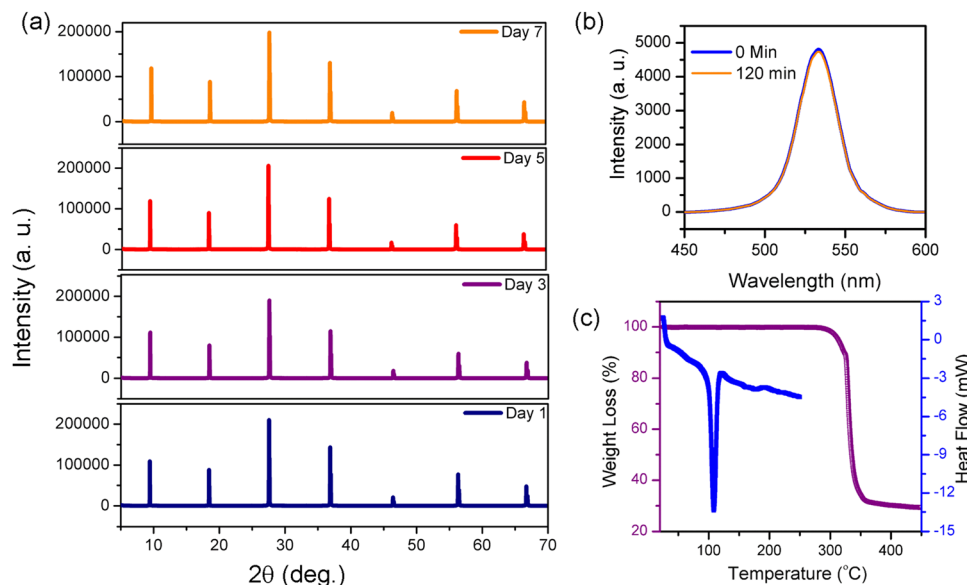 (a)
Intensity (a. u.)
200000
100000
0
Day 7
200000
100000
0
Day 5
200000
100000
0
Day 3
200000
100000
0
Day 1
10 20 30 40 50 60 70
2θ (deg.)
(b)
Intensity (a. u.)
5000
4000
3000
2000
1000
0
0 Min
120 min
450 500 550 600
Wavelength (nm)
(c)
Weight Loss (%)
100
80
60
40
20
3
0
-3
-6
-9
-12
-15
Heat Flow (mW)
100 200 300 400
Temperature (°C)